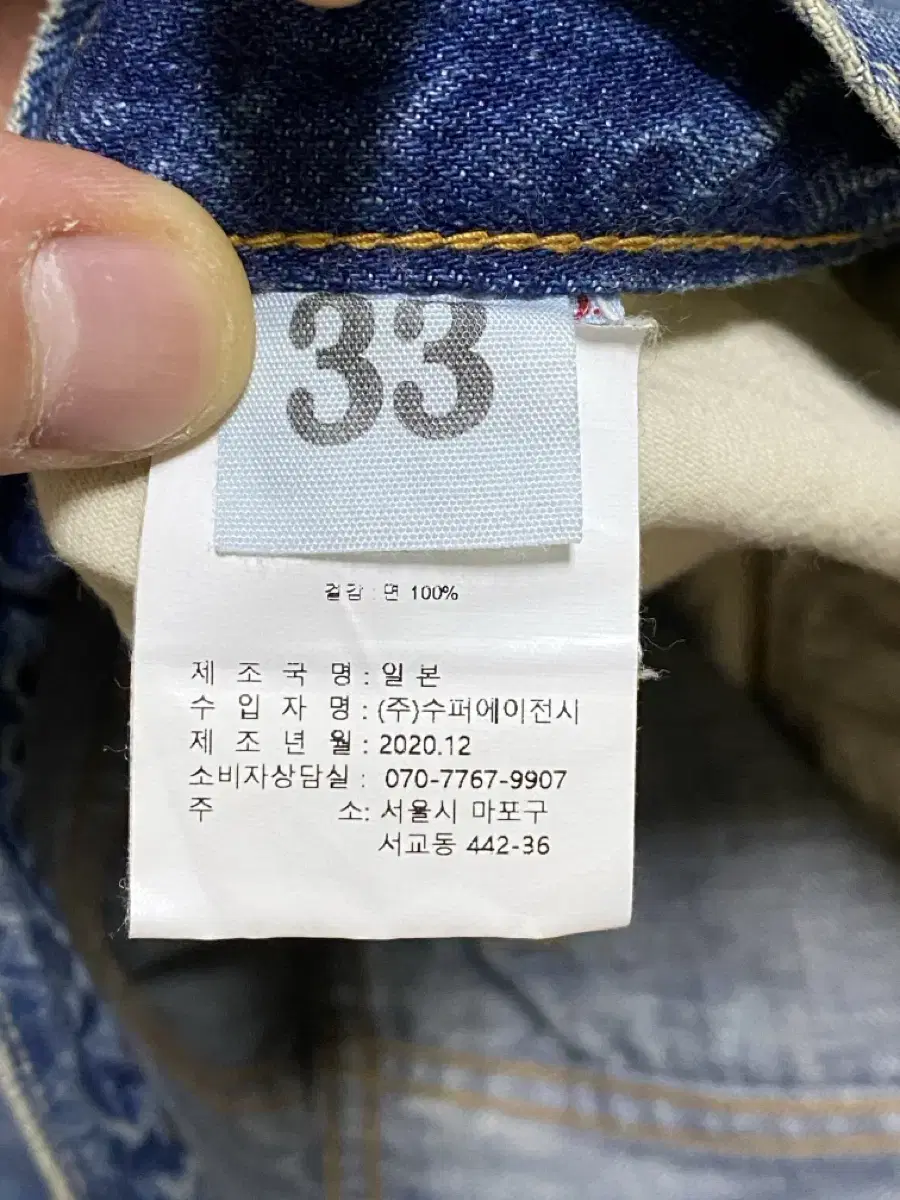 33
겉감 : 면 100%
제 조 국 명 : 일 본
수 입 자 명 : (주)수퍼에이전시
제 조 년 월 : 2020.12
소비자상담실 : 070-7767-9907
주 소: 서울시 마포구
서교동 442-36